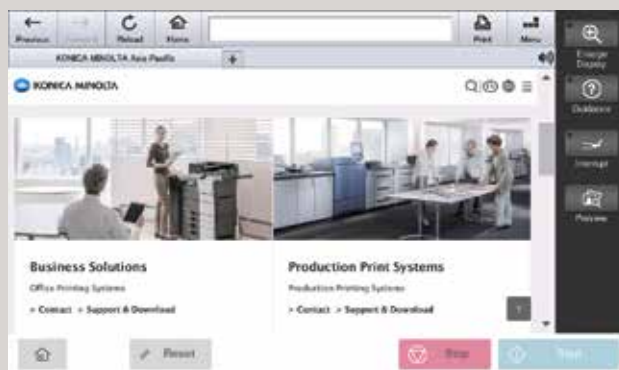 Previous
Reload
Home
Print
Menu
KONICA MINOLTA Asia Pacific
+
KONICA MINOLTA
Business Solutions
Office Printing Systems
> Contact > Support & Download
Production Print Systems
Production Printing Systems
> Contact > Support & Download
Enlarge
Display
Guidance
Interrupt
Preview
Reset
Stop
Start